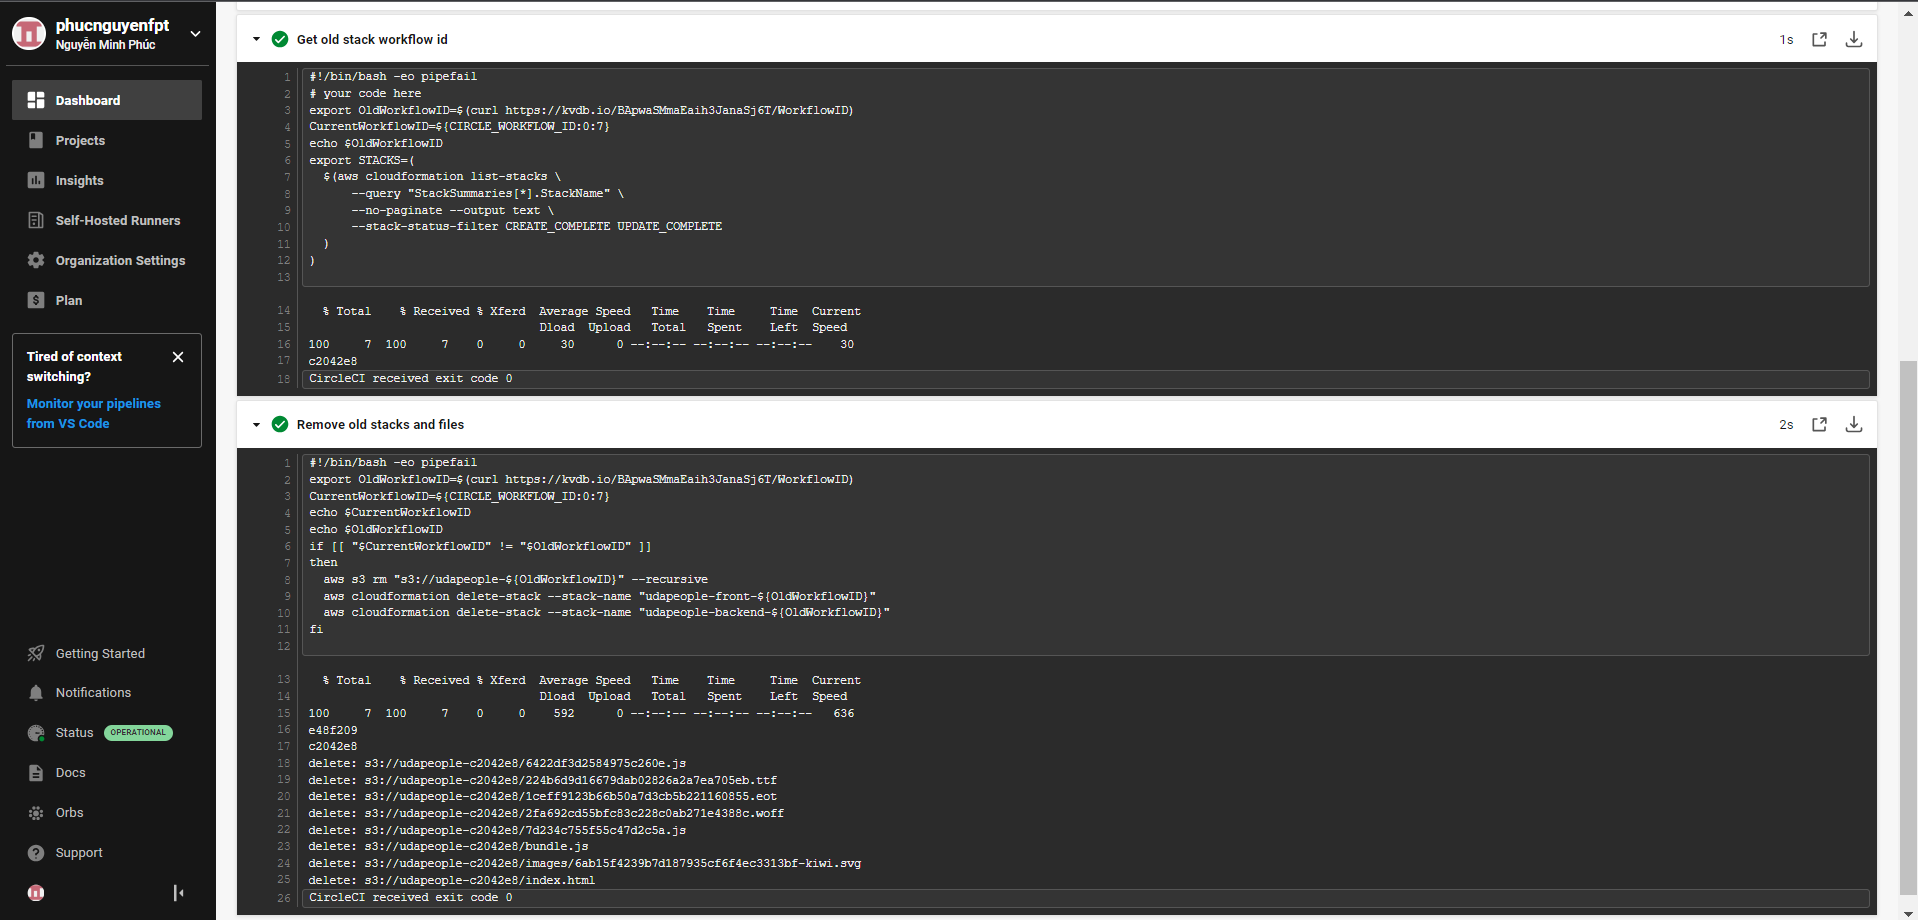 phucnguyenfpt
Nguyễn Minh Phúc
Dashboard
Projects
Insights
Self-Hosted Runners
Organization Settings
Plan
Tired of context
switching?
Monitor your pipelines
from VS Code
Getting Started
Notifications
Status OPERATIONAL
Docs
Orbs
Support
Get old stack workflow id 1s
1 #!/bin/bash -eo pipefail
2 # your code here
3 export OldWorkflowID=$(curl https://kvdb.io/BApwaSMmaEaih3JanaSj6T/WorkflowID)
4 CurrentWorkflowID=${CIRCLE_WORKFLOW_ID:0:7}
5 echo $OldWorkflowID
6 export STACKS=(
7 $(aws cloudformation list-stacks \
8 --query "StackSummaries[*].StackName" \
9 --no-paginate --output text \
10 --stack-status-filter CREATE_COMPLETE UPDATE_COMPLETE
11 )
12 )
13
14 % Total % Received % Xferd Average Speed Time Time Time Current
15 Dload Upload Total Spent Left Speed
16 100 7 100 7 0 0 30 0 --:--:-- --:--:-- --:--:-- 30
17 c2042e8
18 CircleCI received exit code 0
Remove old stacks and files 2s
1 #!/bin/bash -eo pipefail
2 export OldWorkflowID=$(curl https://kvdb.io/BApwaSMmaEaih3JanaSj6T/WorkflowID)
3 CurrentWorkflowID=${CIRCLE_WORKFLOW_ID:0:7}
4 echo $CurrentWorkflowID
5 echo $OldWorkflowID
6 if [[ "$CurrentWorkflowID" != "$OldWorkflowID" ]]
7 then
8 aws s3 rm "s3://udapeople-${OldWorkflowID}" --recursive
9 aws cloudformation delete-stack --stack-name "udapeople-front-${OldWorkflowID}"
10 aws cloudformation delete-stack --stack-name "udapeople-backend-${OldWorkflowID}"
11 fi
12
13 % Total % Received % Xferd Average Speed Time Time Time Current
14 Dload Upload Total Spent Left Speed
15 100 7 100 7 0 0 592 0 --:--:-- --:--:-- --:--:-- 636
16 e48f209
17 c2042e8
18 delete: s3://udapeople-c2042e8/6422df3d2584975c260e.js
19 delete: s3://udapeople-c2042e8/224b6d9d16679dab02826a2a7ea705eb.ttf
20 delete: s3://udapeople-c2042e8/1ceff9123b66b50a7d3cb5b221160855.eot
21 delete: s3://udapeople-c2042e8/2fa692cd55bfc83c228c0ab271e4388c.woff
22 delete: s3://udapeople-c2042e8/7d234c755f55c47d2c5a.js
23 delete: s3://udapeople-c2042e8/bundle.js
24 delete: s3://udapeople-c2042e8/images/6ab15f4239b7d187935cf6f4ec3313bf-kiwi.svg
25 delete: s3://udapeople-c2042e8/index.html
26 CircleCI received exit code 0